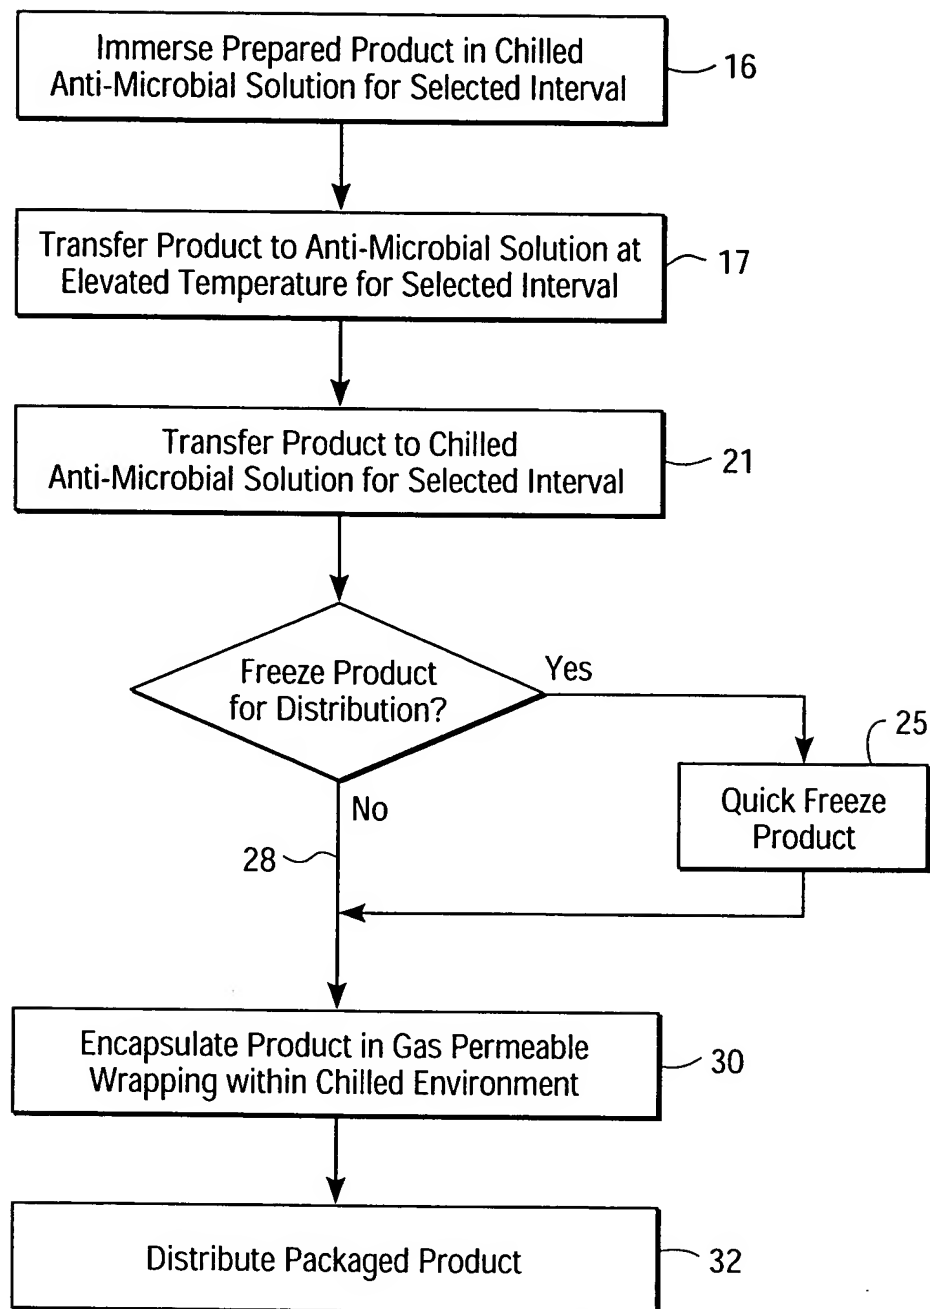 Immerse Prepared Product in Chilled
Anti-Microbial Solution for Selected Interval
16
Transfer Product to Anti-Microbial Solution at
Elevated Temperature for Selected Interval
17
Transfer Product to Chilled
Anti-Microbial Solution for Selected Interval
21
Freeze Product
for Distribution?
Yes
25
Quick Freeze
Product
No
28
Encapsulate Product in Gas Permeable
Wrapping within Chilled Environment
30
Distribute Packaged Product
32